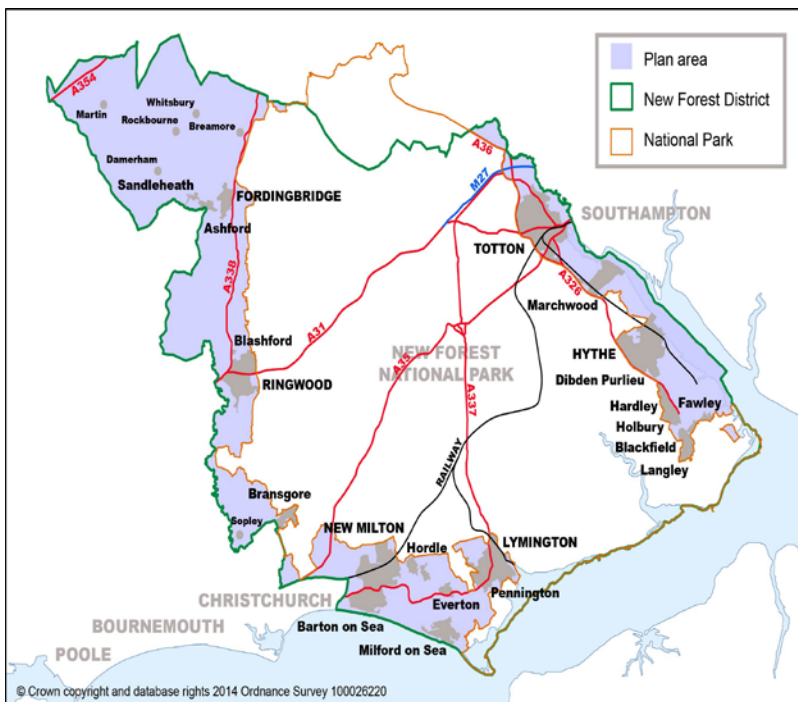 Plan area
New Forest District
National Park
A354
Martin
Whitsbury
Rockbourne
Breamore
Damerham
Sandleheath
FORDINGBRIDGE
Ashford
A338
A36
M27
SOUTHAMPTON
TOTTON
A326
Marchwood
Blashford
A31
RINGWOOD
NEW FOREST
NATIONAL PARK
A35
A337
HYTHE
Dibden Purlieu
Hardley
Fawley
Holbury
Blackfield
Langley
RAILWAY
Bransgore
Sopley
NEW MILTON
Hordle
LYMINGTON
Pennington
Everton
CHRISTCHURCH
Barton on Sea
BOURNEMOUTH
Milford on Sea
POOLE
© Crown copyright and database rights 2014 Ordnance Survey 100026220